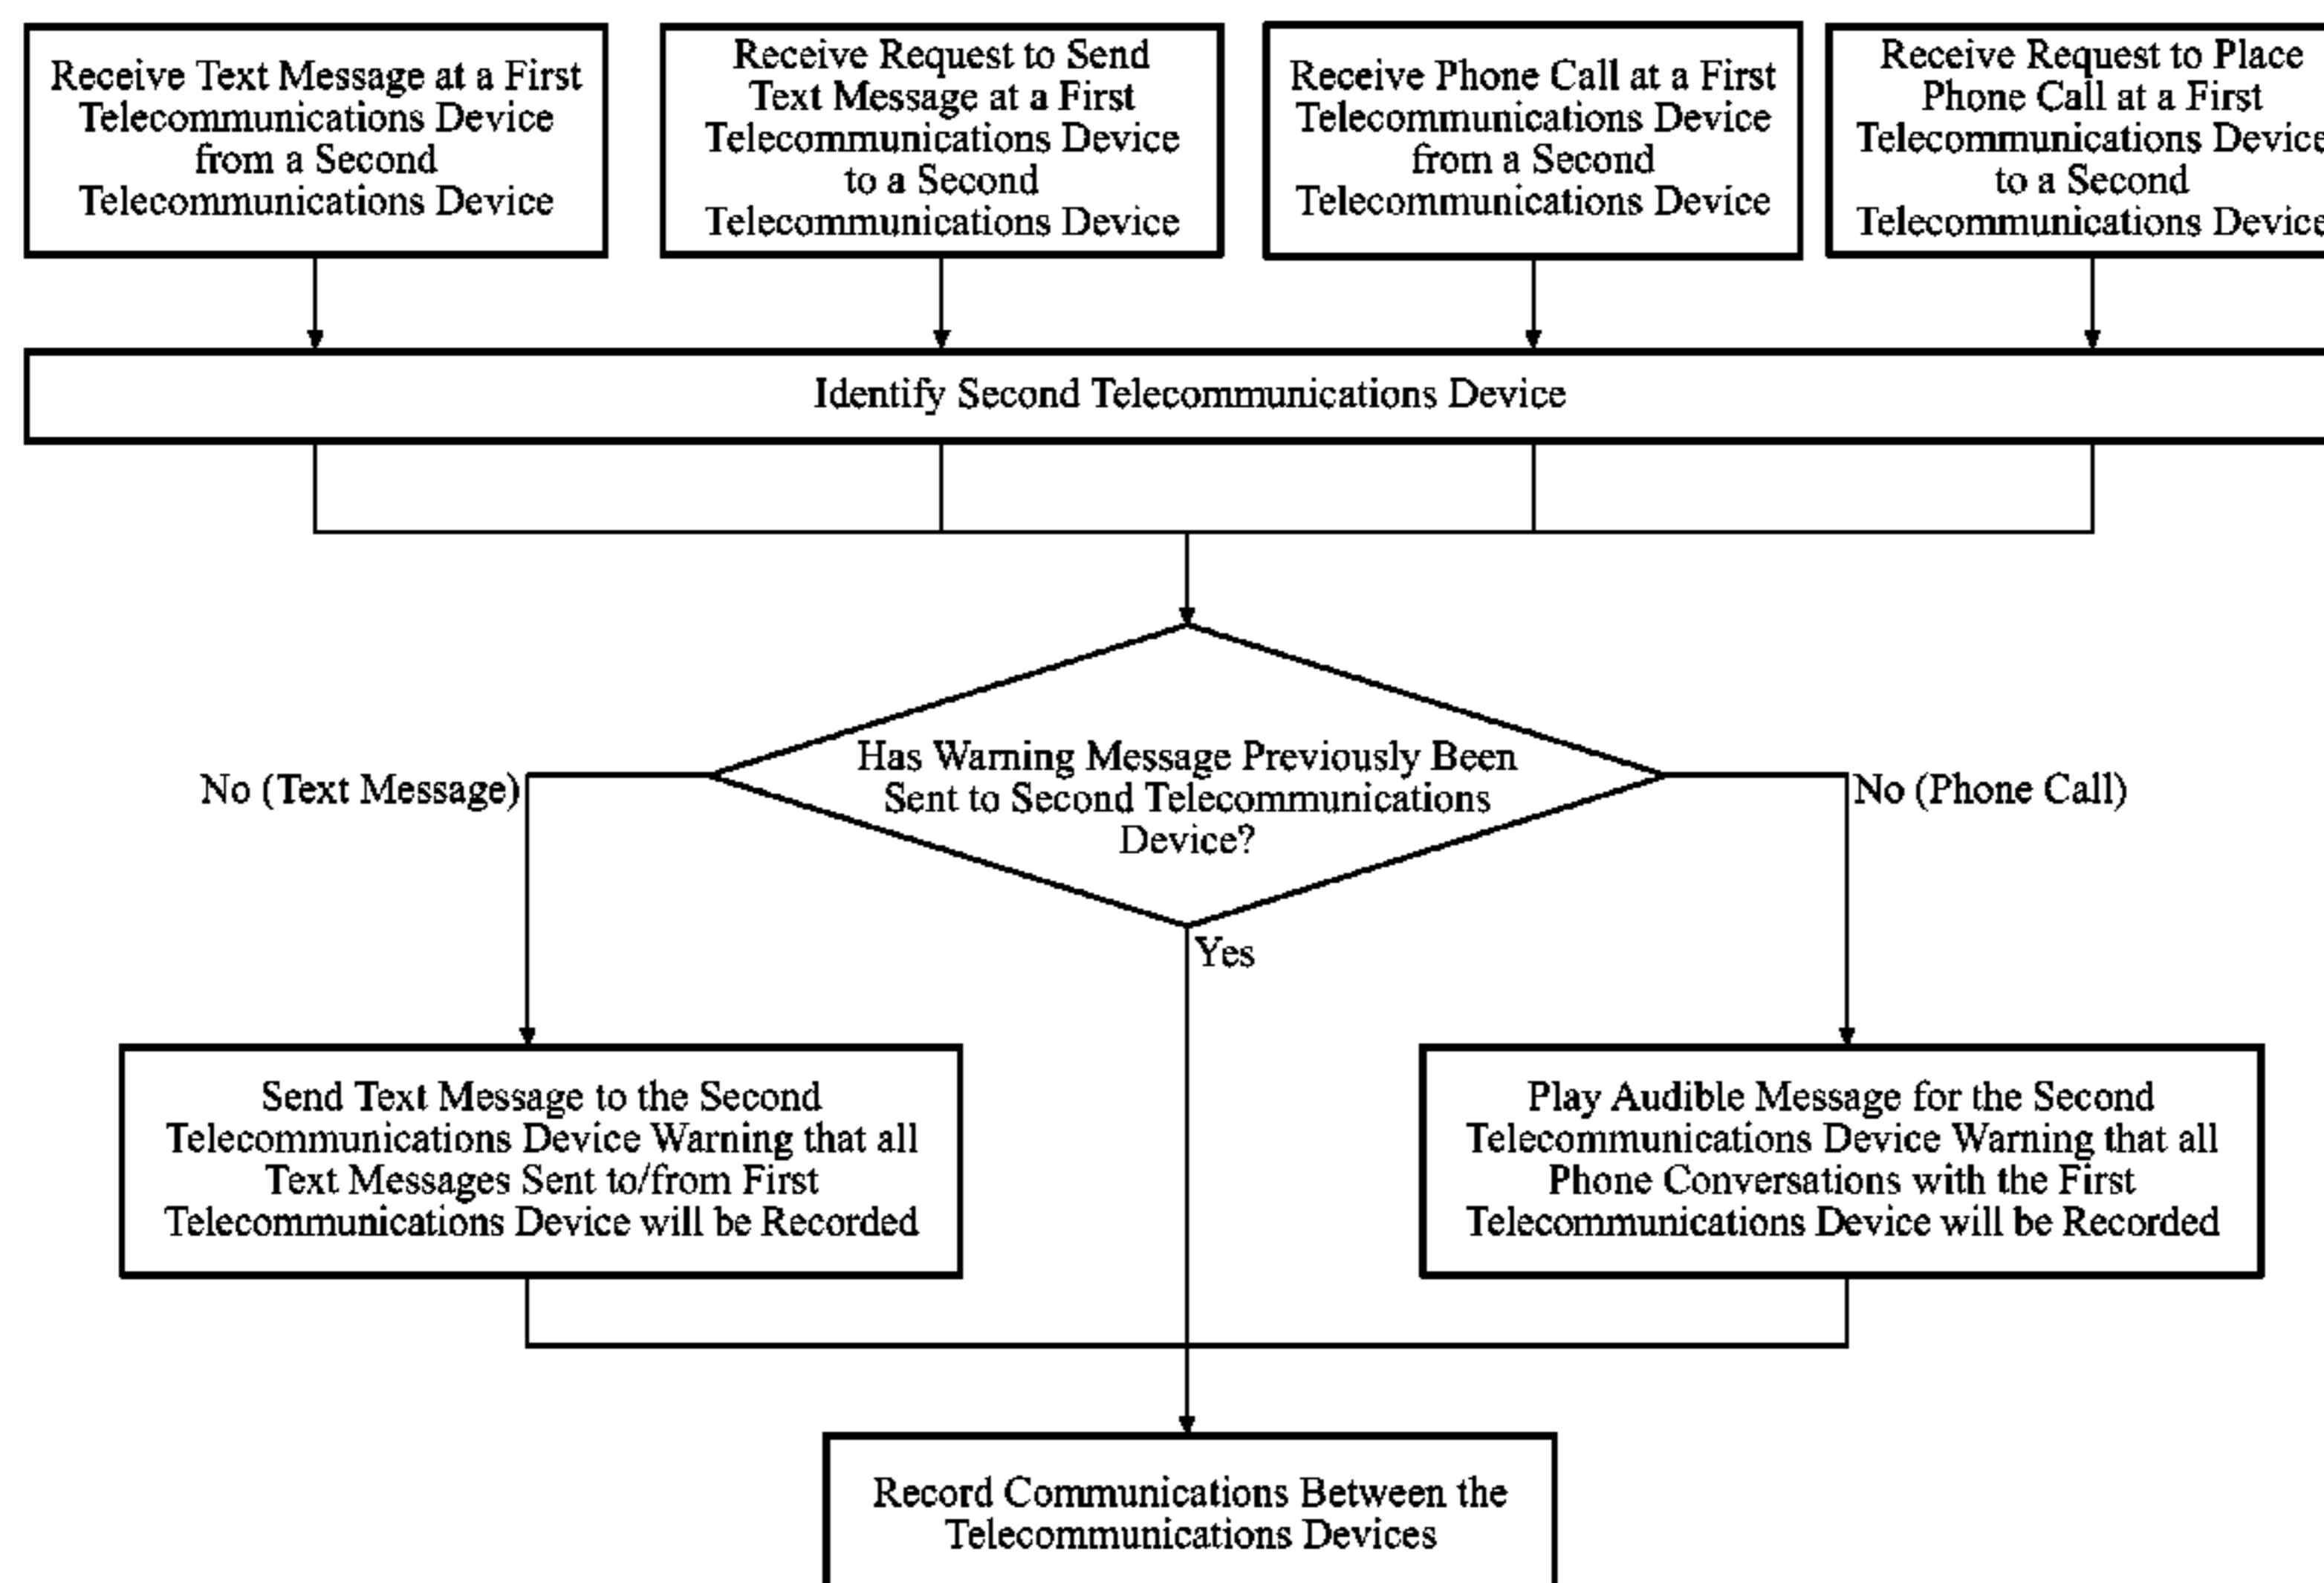 Receive Text Message at a First
Telecommunications Device
from a Second
Telecommunications Device
Receive Request to Send
Text Message at a First
Telecommunications Device
to a Second
Telecommunications Device
Receive Phone Call at a First
Telecommunications Device
from a Second
Telecommunications Device
Receive Request to Place
Phone Call at a First
Telecommunications Device
to a Second
Telecommunications Device
Identify Second Telecommunications Device
Has Warning Message Previously Been
Sent to Second Telecommunications
Device?
No (Text Message)
No (Phone Call)
Yes
Send Text Message to the Second
Telecommunications Device Warning that all
Text Messages Sent to/from First
Telecommunications Device will be Recorded
Play Audible Message for the Second
Telecommunications Device Warning that all
Phone Conversations with the First
Telecommunications Device will be Recorded
Record Communications Between the
Telecommunications Devices